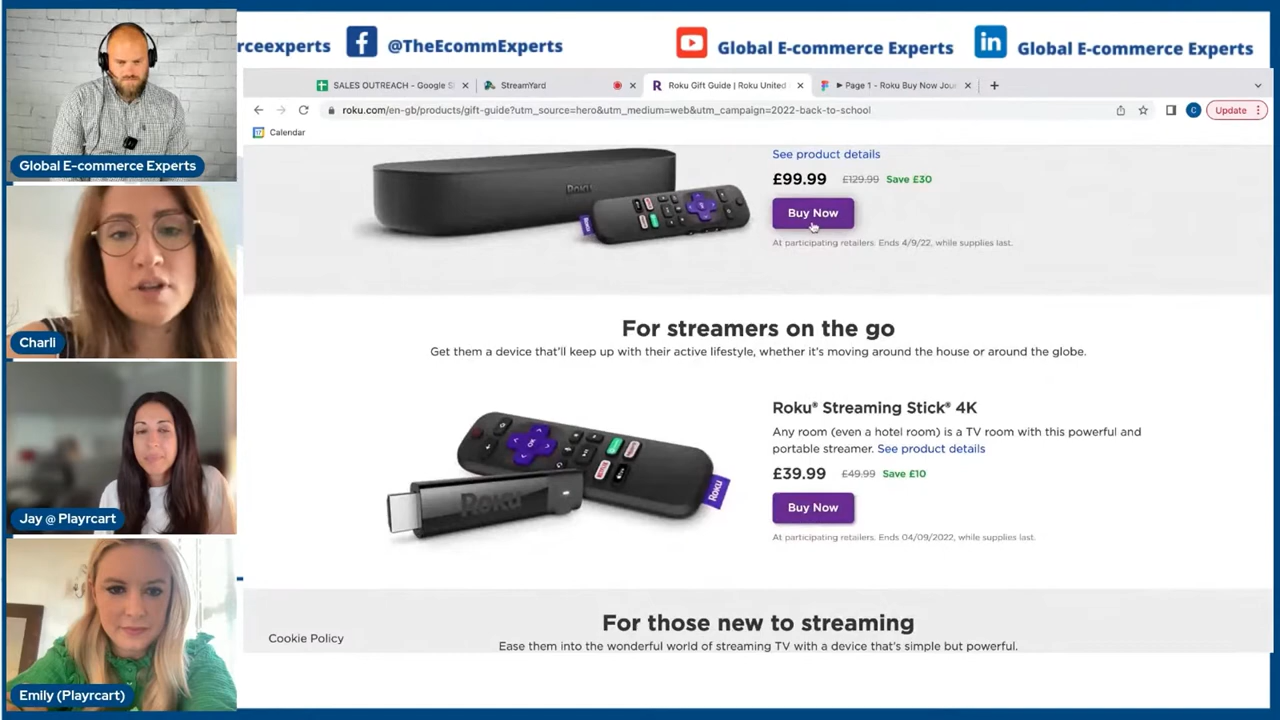 rceexperts
@TheEcommExperts
Global E-commerce Experts
Global E-commerce Experts
SALES OUTREACH - Google S
StreamYard
Roku Gift Guide | Roku United
▶ Page 1 - Roku Buy Now Jou
roku.com/en-gb/products/gift-guide?utm_source=hero&utm_medium=web&utm_campaign=2022-back-to-school
C
Update
17 Calendar
See product details
£99.99 £129.99 Save £30
Buy Now
At participating retailers. Ends 4/9/22, while supplies last.
Roku
For streamers on the go
Get them a device that'll keep up with their active lifestyle, whether it's moving around the house or around the globe.
Roku® Streaming Stick® 4K
Any room (even a hotel room) is a TV room with this powerful and
portable streamer. See product details
£39.99 £49.99 Save £10
Buy Now
At participating retailers. Ends 04/09/2022, while supplies last.
OK
Roku
Roku
For those new to streaming
Ease them into the wonderful world of streaming TV with a device that's simple but powerful.
Cookie Policy
Global E-commerce Experts
Charli
Jay @ Playrcart
Emily (Playrcart)